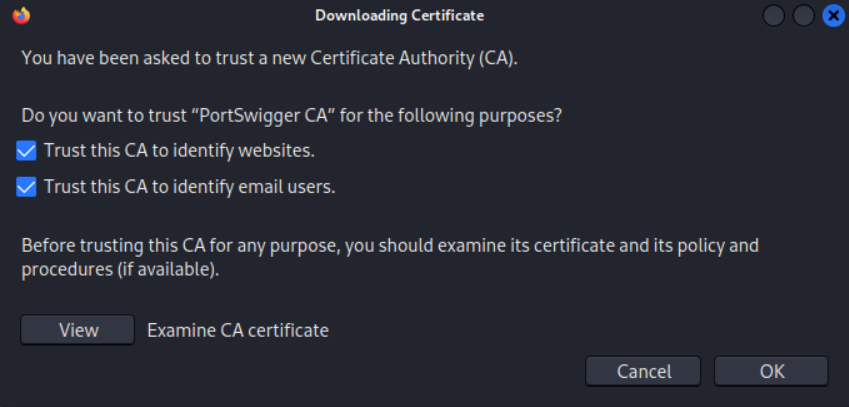 Downloading Certificate
You have been asked to trust a new Certificate Authority (CA).
Do you want to trust “PortSwigger CA” for the following purposes?
Trust this CA to identify websites.
Trust this CA to identify email users.
Before trusting this CA for any purpose, you should examine its certificate and its policy and
procedures (if available).
View Examine CA certificate
Cancel OK